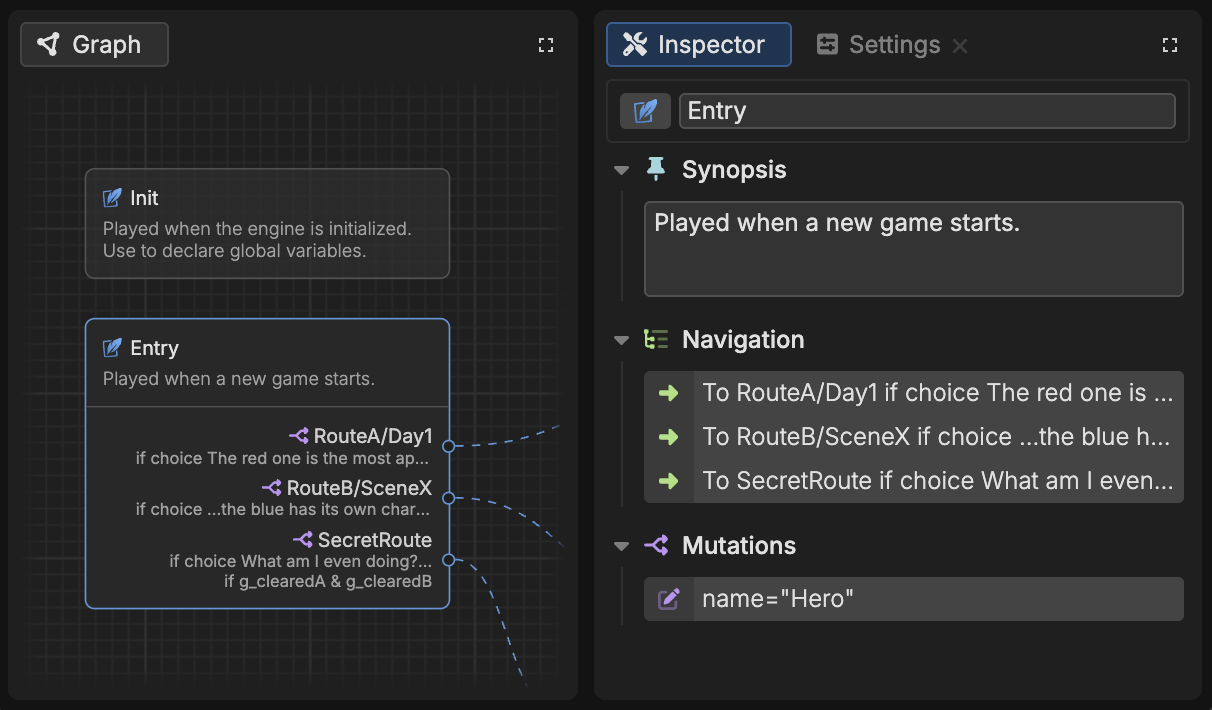 Graph
Init
Played when the engine is initialized.
Use to declare global variables.
Entry
Played when a new game starts.
RouteA/Day1
if choice The red one is the most ap...
RouteB/SceneX
if choice ...the blue has its own char...
SecretRoute
if choice What am I even doing?...
if g_clearedA & g_clearedB
Inspector
Settings
Entry
Synopsis
Played when a new game starts.
Navigation
To RouteA/Day1 if choice The red one is ...
To RouteB/SceneX if choice ...the blue h...
To SecretRoute if choice What am I even...
Mutations
name="Hero"